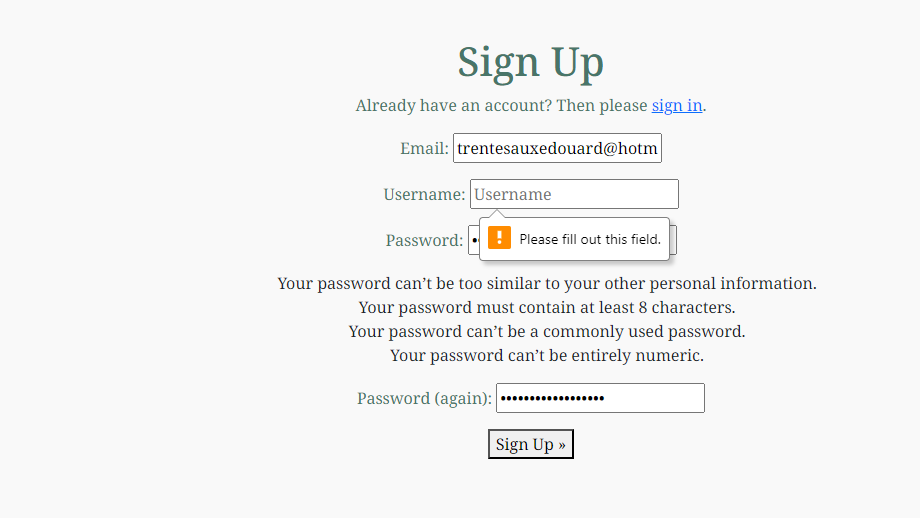 Sign Up
Already have an account? Then please sign in.
Email: trentesauxedouard@hotm
Username: Username
Please fill out this field.
Password:
Your password can’t be too similar to your other personal information.
Your password must contain at least 8 characters.
Your password can’t be a commonly used password.
Your password can’t be entirely numeric.
Password (again): ••••••••••••••••••
Sign Up »